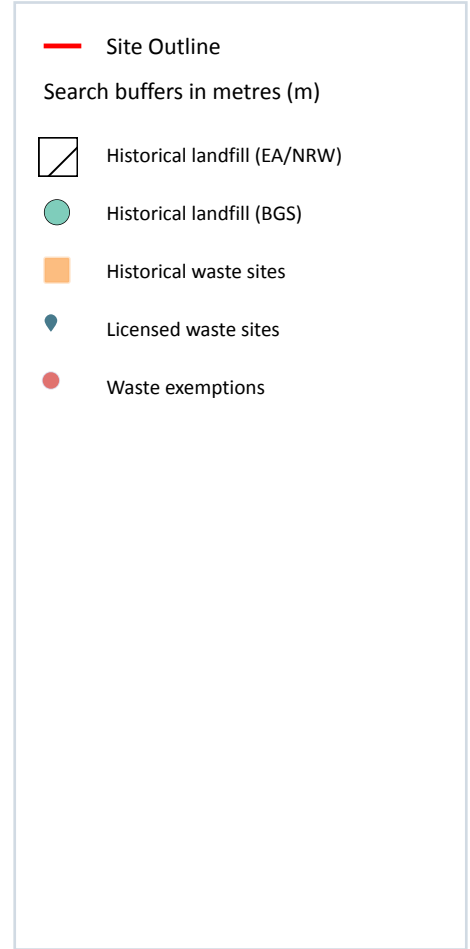 Site Outline
Search buffers in metres (m)
Historical landfill (EA/NRW)
Historical landfill (BGS)
Historical waste sites
Licensed waste sites
Waste exemptions